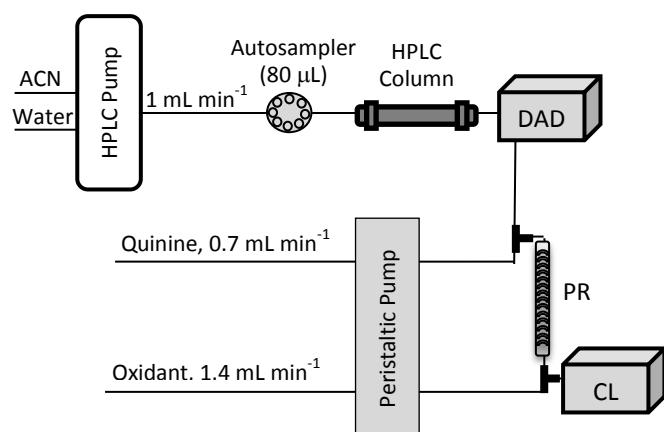 ACN
Water
HPLC Pump
1 mL min⁻¹
Autosampler
(80 µL)
HPLC
Column
DAD
Quinine, 0.7 mL min⁻¹
Peristaltic Pump
PR
Oxidant. 1.4 mL min⁻¹
CL